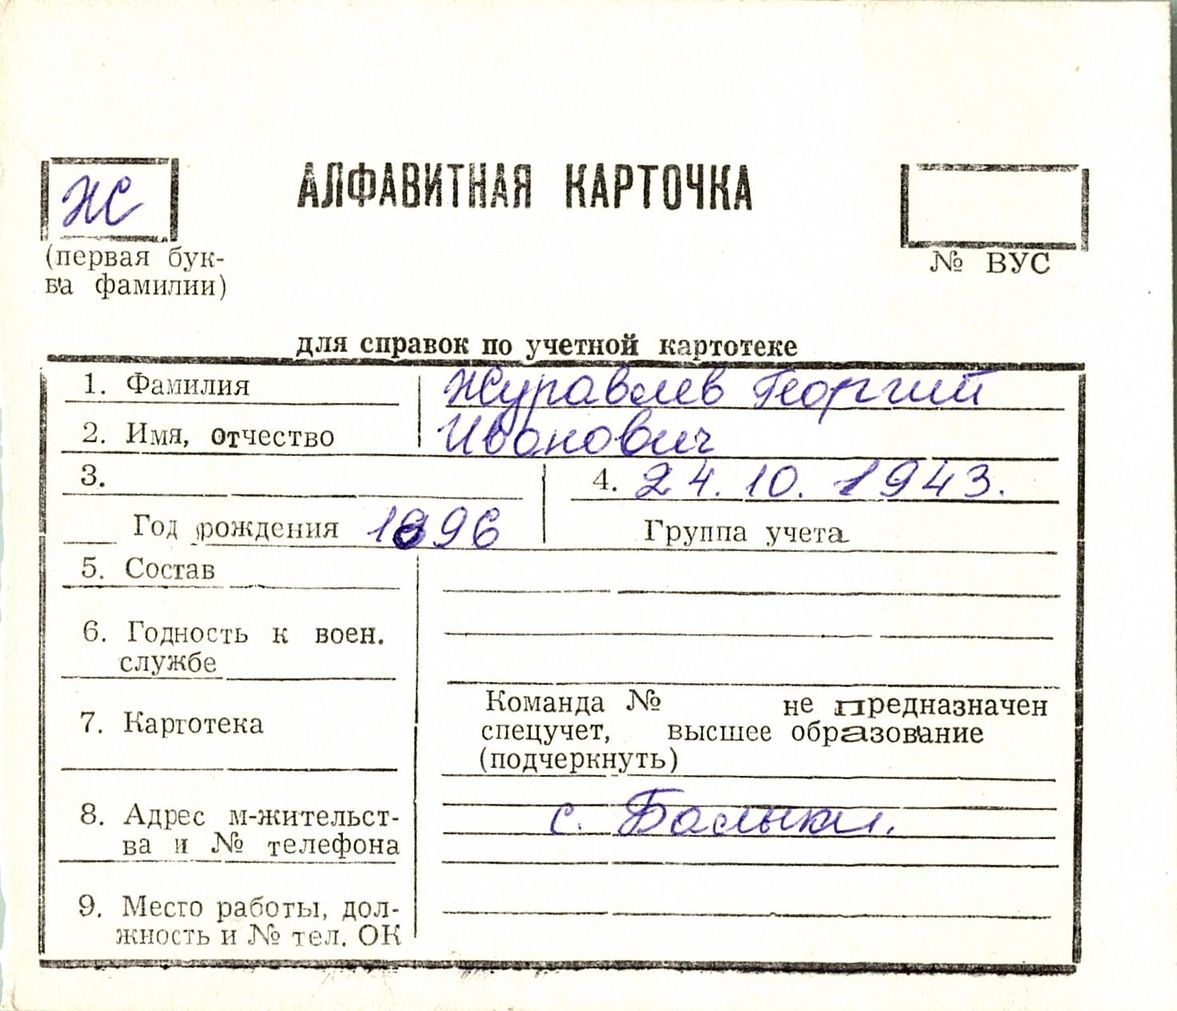 Ж
АЛФАВИТНАЯ КАРТОЧКА
(первая бук-
ва фамилии)
№ ВУС
для справок по учетной картотеке
1. Фамилия Журавлев Георгий
2. Имя, отчество Иванович
3. 4. 24.10.1943.
Год рождения 1896 Группа учета
5. Состав
6. Годность к воен.
службе
Команда № не предназначен
7. Картотека спецучет, высшее образование
(подчеркнуть)
8. Адрес м-жительст- с. Балыки.
ва и № телефона
9. Место работы, дол-
жность и № тел. ОК